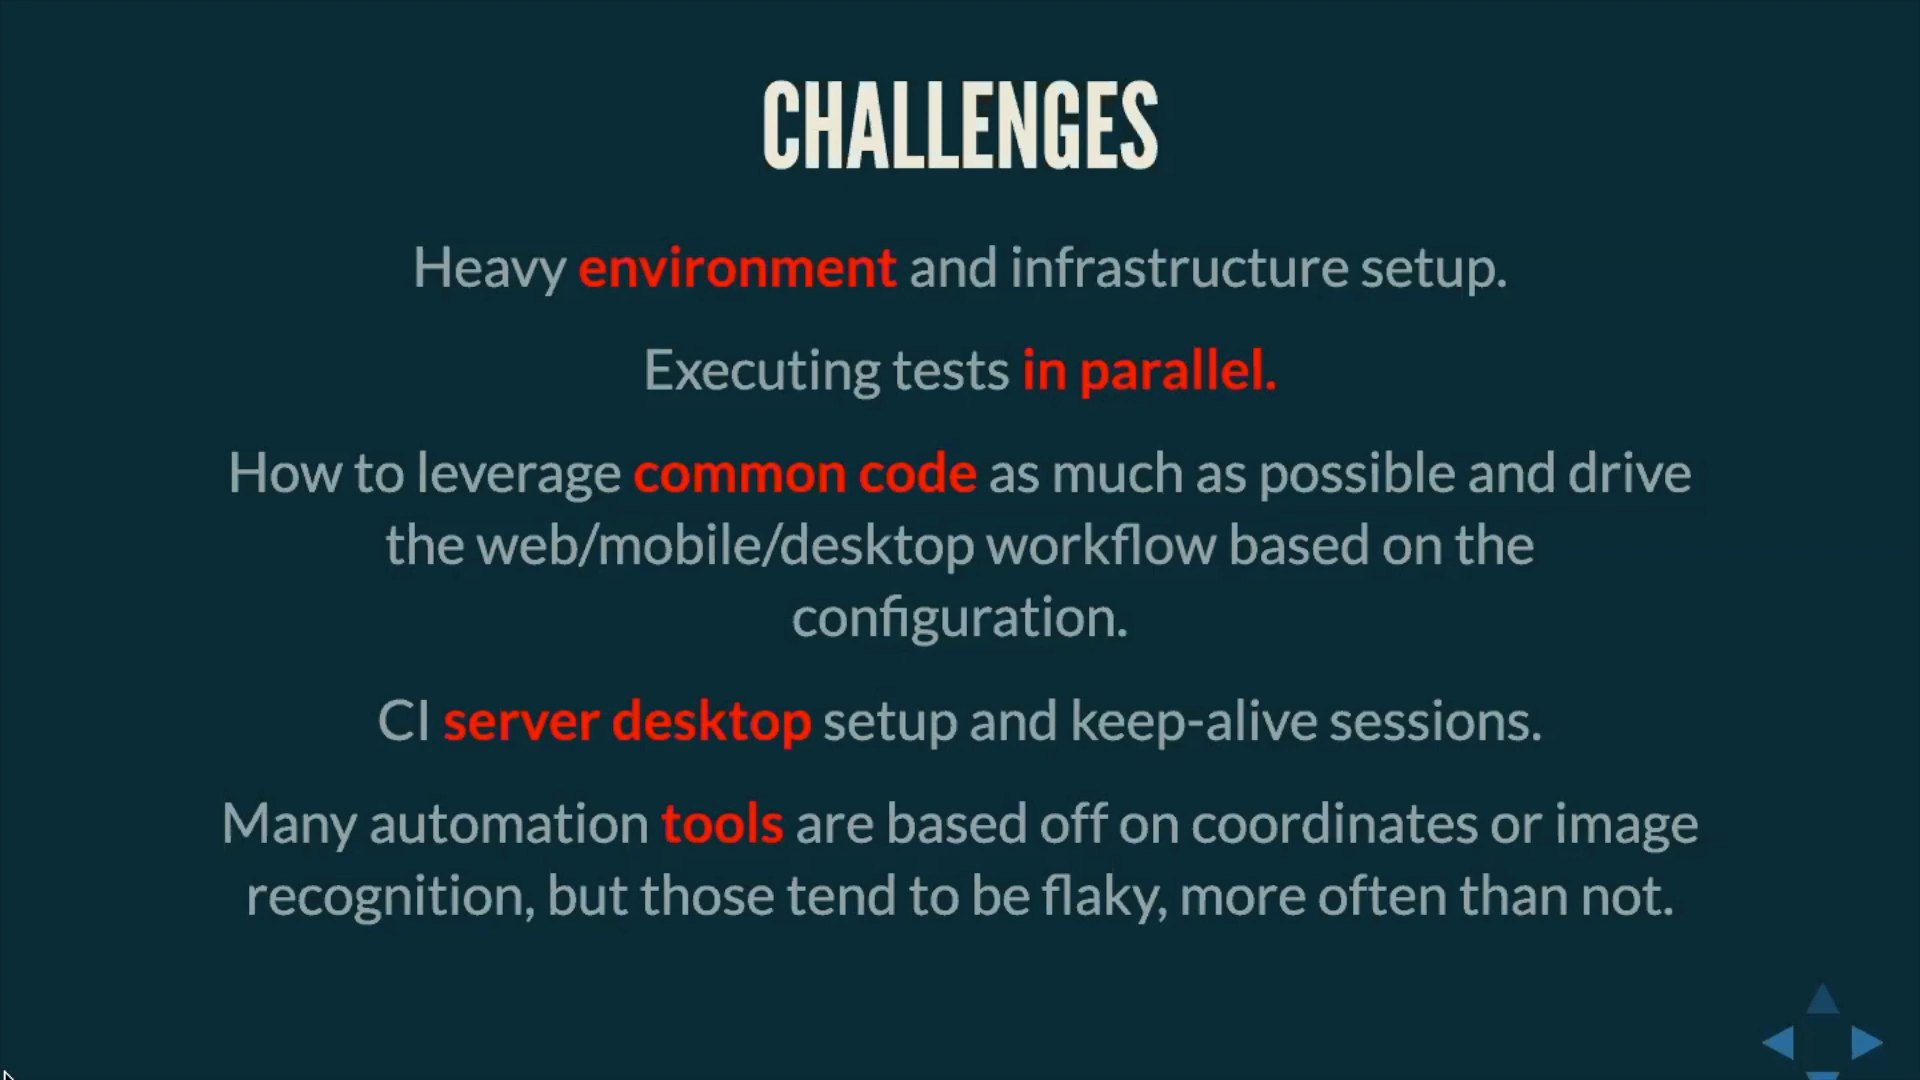 CHALLENGES
Heavy environment and infrastructure setup.
Executing tests in parallel.
How to leverage common code as much as possible and drive
the web/mobile/desktop workflow based on the
configuration.
CI server desktop setup and keep-alive sessions.
Many automation tools are based off on coordinates or image
recognition, but those tend to be flaky, more often than not.